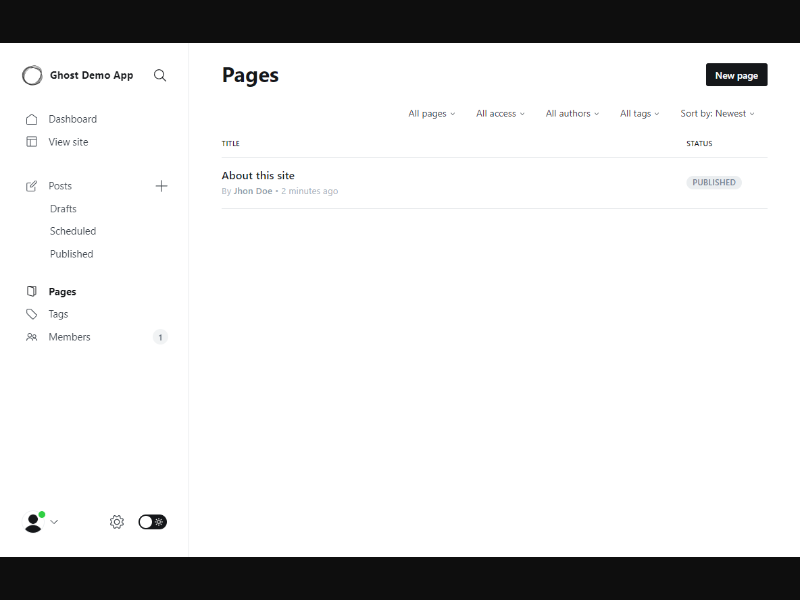 Ghost Demo App
Dashboard
View site
Posts
Drafts
Scheduled
Published
Pages
Tags
Members 1
Pages
New page
All pages All access All authors All tags Sort by: Newest
TITLE STATUS
About this site
By Jhon Doe • 2 minutes ago
PUBLISHED